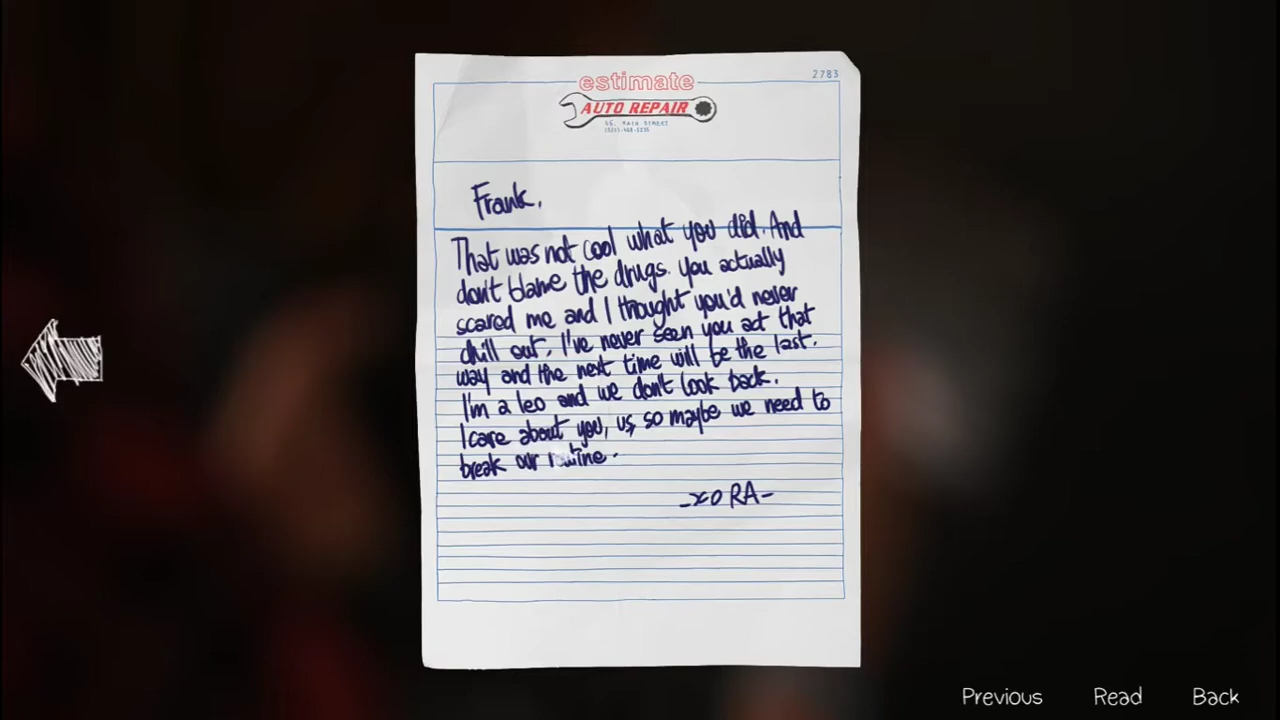 2783
estimate
AUTO REPAIR
MAIN STREET
Frank,
That was not cool what you did. And
don't blame the drugs. You actually
scared me and I thought you'd never
chill out. I've never seen you act that
way and the next time will be the last.
I'm a leo and we don't look back.
I care about you, us, so maybe we need to
break our routine.
-xo RA-
Previous
Read
Back